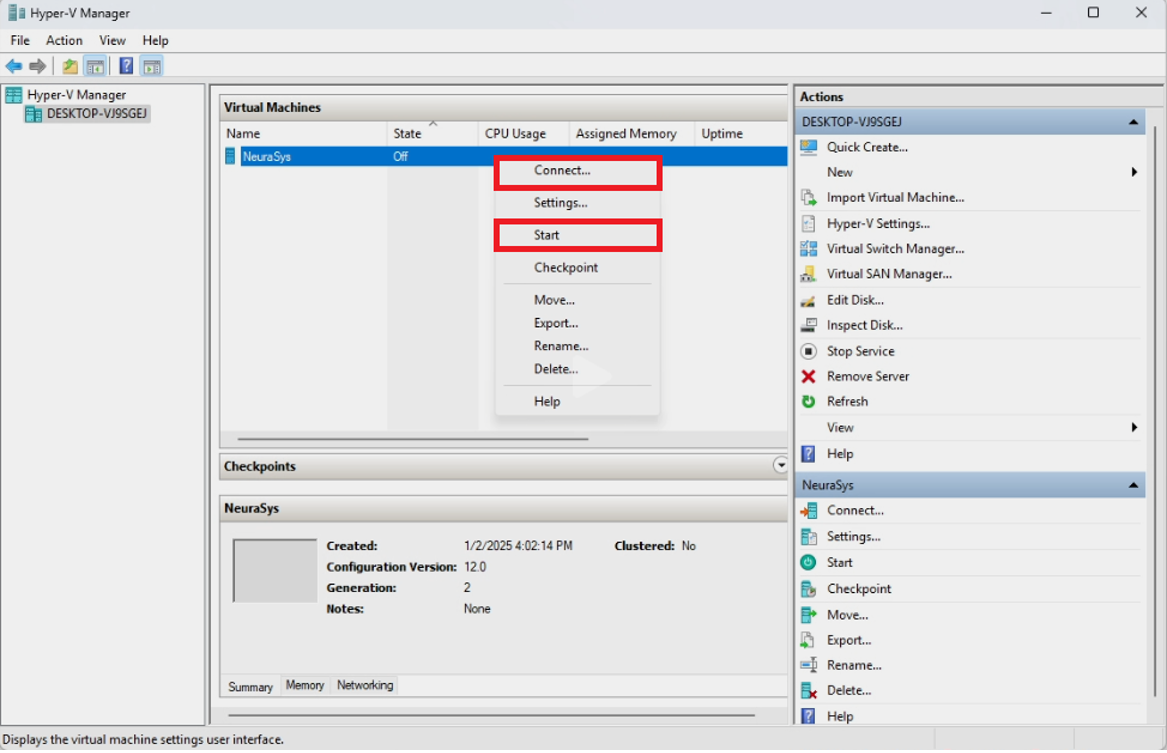 Hyper-V Manager
File Action View Help
Hyper-V Manager
DESKTOP-VJ9SGEJ
Virtual Machines
Name State CPU Usage Assigned Memory Uptime
NeuraSys Off
Connect...
Settings...
Start
Checkpoint
Move...
Export...
Rename...
Delete...
Help
Checkpoints
NeuraSys
Created: 1/2/2025 4:02:14 PM Clustered: No
Configuration Version: 12.0
Generation: 2
Notes: None
Summary Memory Networking
Actions
DESKTOP-VJ9SGEJ
Quick Create...
New
Import Virtual Machine...
Hyper-V Settings...
Virtual Switch Manager...
Virtual SAN Manager...
Edit Disk...
Inspect Disk...
Stop Service
Remove Server
Refresh
View
Help
NeuraSys
Connect...
Settings...
Start
Checkpoint
Move...
Export...
Rename...
Delete...
Help
Displays the virtual machine settings user interface.